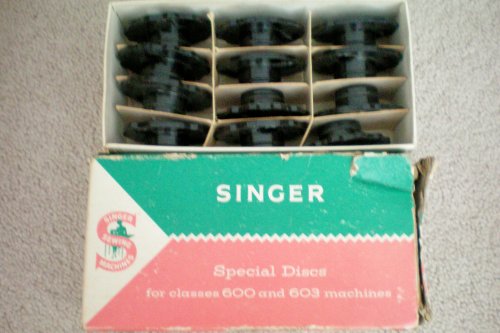 SINGER
SINGER
SEWING
MACHINES
Special Discs
for classes 600 and 603 machines